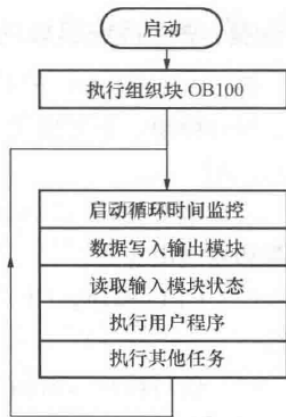 启动
执行组织块 OB100
启动循环时间监控
数据写入输出模块
读取输入模块状态
执行用户程序
执行其他任务